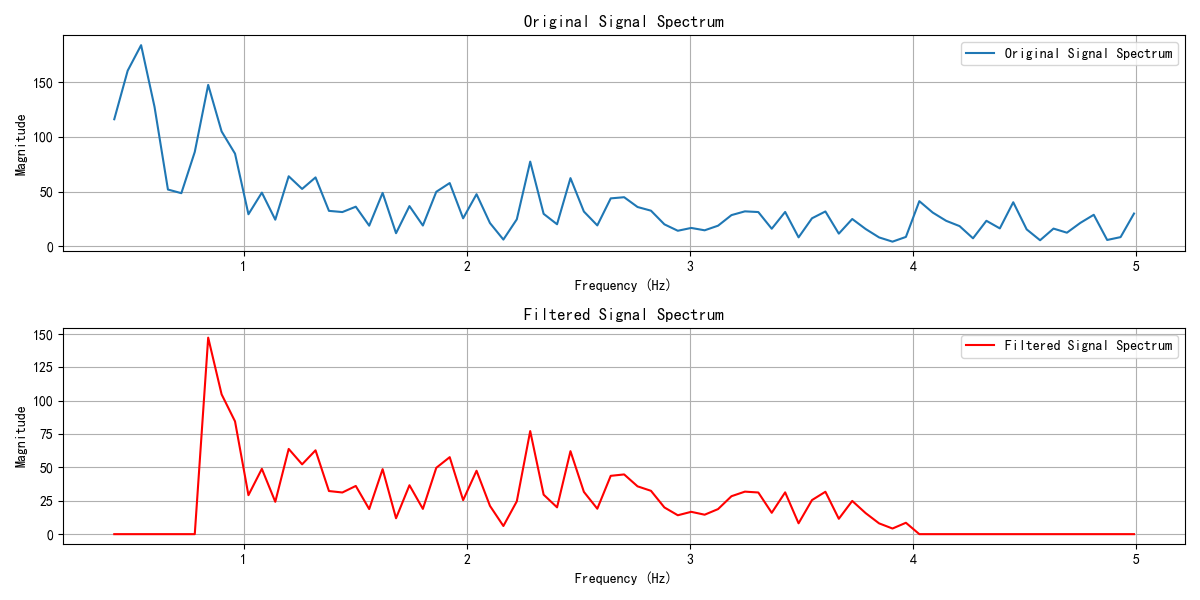 Original Signal Spectrum
Original Signal Spectrum
150
100
50
0
Magnitude
1 2 3 4 5
Frequency (Hz)
Filtered Signal Spectrum
Filtered Signal Spectrum
150
125
100
75
50
25
0
Magnitude
1 2 3 4 5
Frequency (Hz)